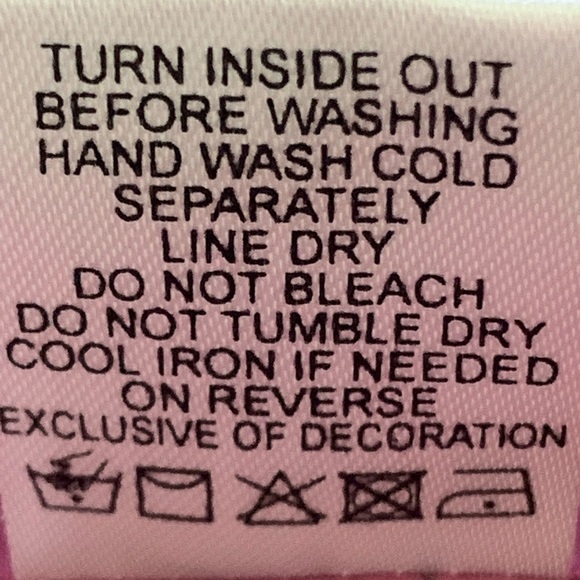 TURN INSIDE OUT
BEFORE WASHING
HAND WASH COLD
SEPARATELY
LINE DRY
DO NOT BLEACH
DO NOT TUMBLE DRY
COOL IRON IF NEEDED
ON REVERSE
EXCLUSIVE OF DECORATION